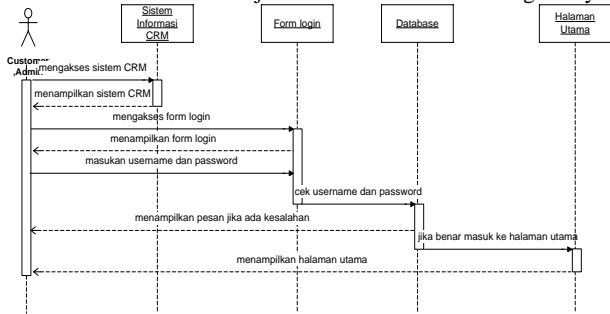 Sistem
Informasi
CRM
Form login
Database
Halaman
Utama
Customer
,Admin
mengakses sistem CRM
menampilkan sistem CRM
mengakses form login
menampilkan form login
masukan username dan password
cek username dan password
menampilkan pesan jika ada kesalahan
jika benar masuk ke halaman utama
menampilkan halaman utama